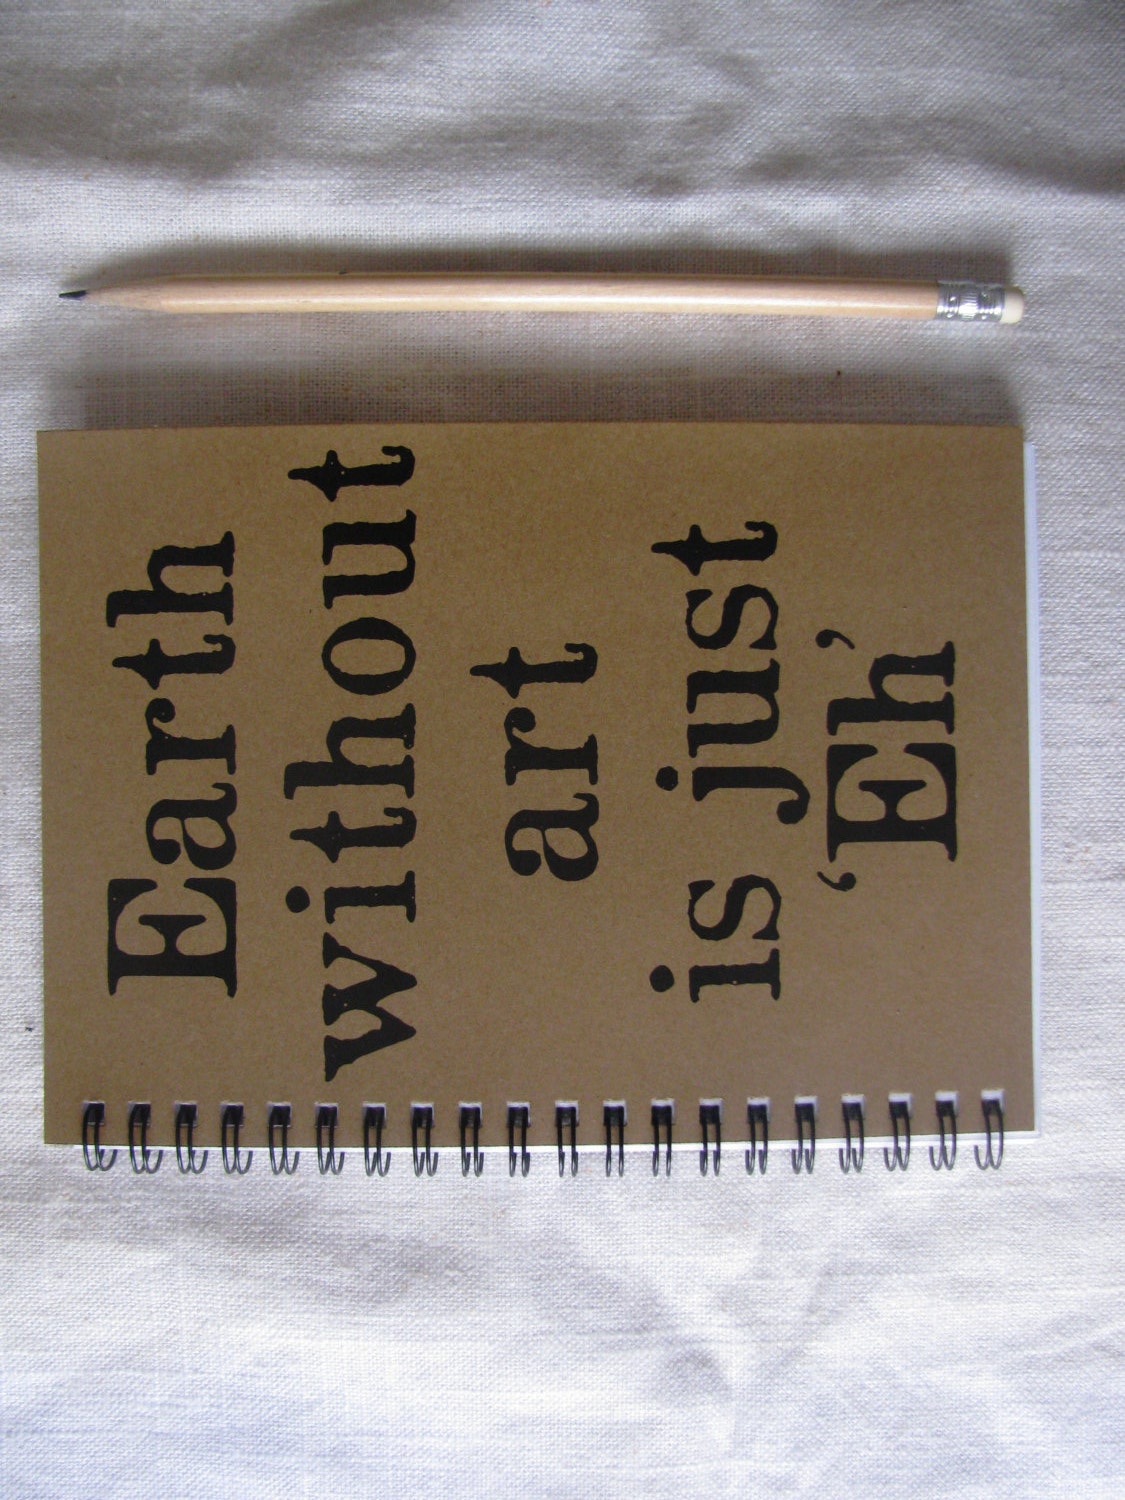 Earth
without
art
is just
‘Eh’